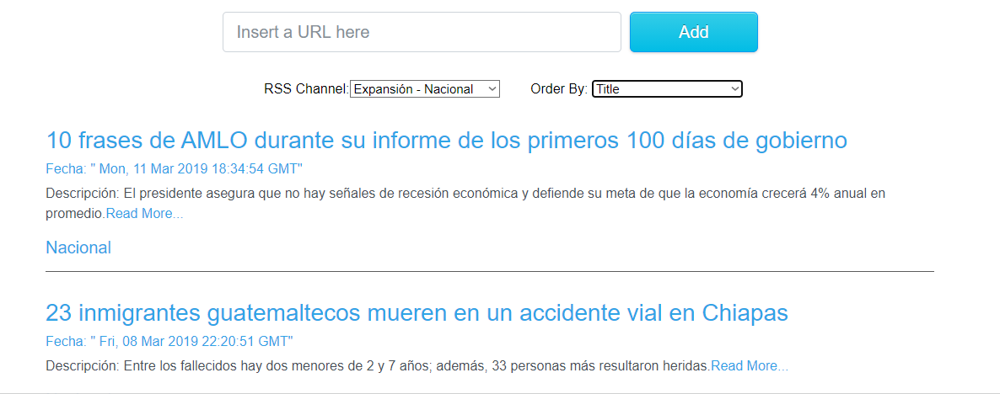 Insert a URL here
Add
RSS Channel: Expansión - Nacional
Order By: Title
10 frases de AMLO durante su informe de los primeros 100 días de gobierno
Fecha: " Mon, 11 Mar 2019 18:34:54 GMT"
Descripción: El presidente asegura que no hay señales de recesión económica y defiende su meta de que la economía crecerá 4% anual en
promedio.Read More...
Nacional
23 inmigrantes guatemaltecos mueren en un accidente vial en Chiapas
Fecha: " Fri, 08 Mar 2019 22:20:51 GMT"
Descripción: Entre los fallecidos hay dos menores de 2 y 7 años; además, 33 personas más resultaron heridas.Read More...